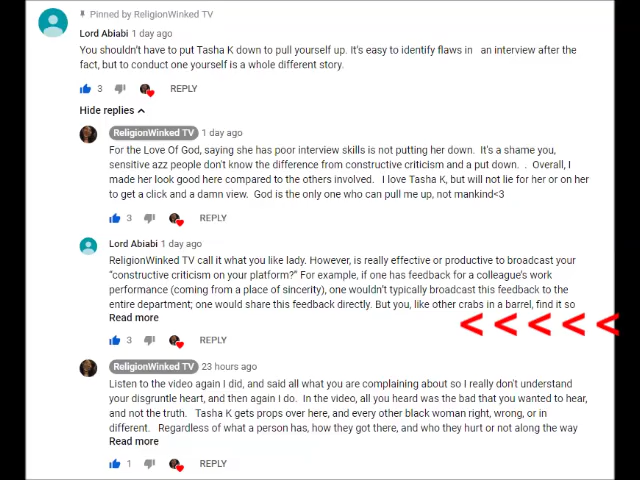 Pinned by ReligionWinked TV
Lord Abiabi 1 day ago
You shouldn't have to put Tasha K down to pull yourself up. It's easy to identify flaws in an interview after the
fact, but to conduct one yourself is a whole different story.
3 REPLY
Hide replies
ReligionWinked TV 1 day ago
For the Love Of God, saying she has poor interview skills is not putting her down. It's a shame you,
sensitive azz people don't know the difference from constructive criticism and a put down. . Overall, I
made her look good here compared to the others involved. I love Tasha K, but will not lie for her or on her
to get a click and a damn view. God is the only one who can pull me up, not mankind<3
3 REPLY
Lord Abiabi 1 day ago
ReligionWinked TV call it what you like lady. However, is really effective or productive to broadcast your
"constructive criticism on your platform?" For example, if one has feedback for a colleague's work
performance (coming from a place of sincerity), one wouldn't typically broadcast this feedback to the
entire department; one would share this feedback directly. But you, like other crabs in a barrel, find it so
Read more
< < < < <
3 REPLY
ReligionWinked TV 23 hours ago
Listen to the video again I did, and said all what you are complaining about so I really don't understand
your disgruntle heart, and then again I do. In the video, all you heard was the bad that you wanted to hear,
and not the truth. Tasha K gets props over here, and every other black woman right, wrong, or in
different. Regardless of what a person has, how they got there, and who they hurt or not along the way
Read more
1 REPLY